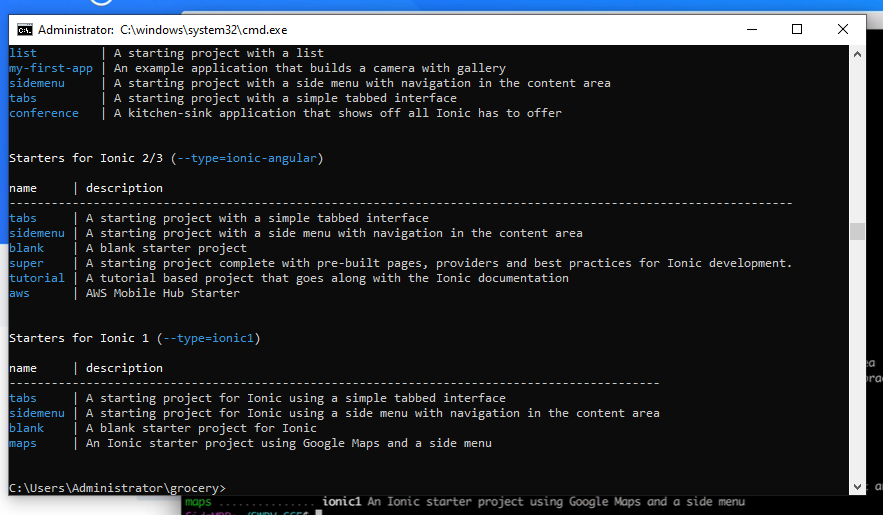 Administrator: C:\windows\system32\cmd.exe
list | A starting project with a list
my-first-app | An example application that builds a camera with gallery
sidemenu | A starting project with a side menu with navigation in the content area
tabs | A starting project with a simple tabbed interface
conference | A kitchen-sink application that shows off all Ionic has to offer
Starters for Ionic 2/3 (--type=ionic-angular)
name | description
--------------------------------------------------------------------------------------------------------------
tabs | A starting project with a simple tabbed interface
sidemenu | A starting project with a side menu with navigation in the content area
blank | A blank starter project
super | A starting project complete with pre-built pages, providers and best practices for Ionic development.
tutorial | A tutorial based project that goes along with the Ionic documentation
aws | AWS Mobile Hub Starter
Starters for Ionic 1 (--type=ionic1)
name | description
---------------------------------------------------------------------------------------------
tabs | A starting project for Ionic using a simple tabbed interface
sidemenu | A starting project for Ionic using a side menu with navigation in the content area
blank | A blank starter project for Ionic
maps | An Ionic starter project using Google Maps and a side menu
C:\Users\Administrator\grocery>
maps ............... ionic1 An Ionic starter project using Google Maps and a side menu